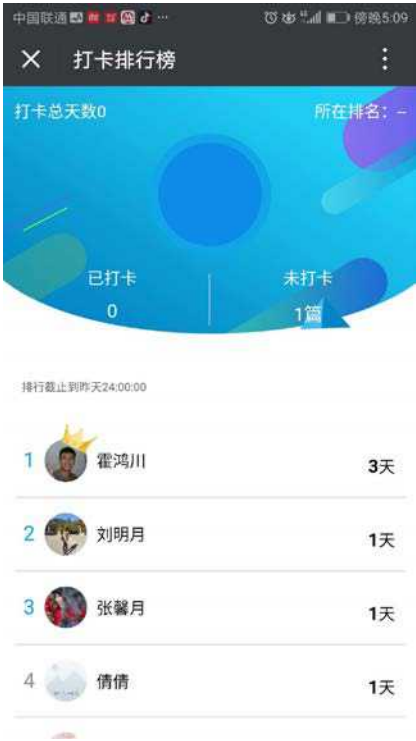 中国联通 傍晚5:09
打卡排行榜
打卡总天数0 所在排名：--
已打卡 未打卡
0 1篇
排行截止到昨天24:00:00
1 霍鸿川 3天
2 刘明月 1天
3 张馨月 1天
4 倩倩 1天